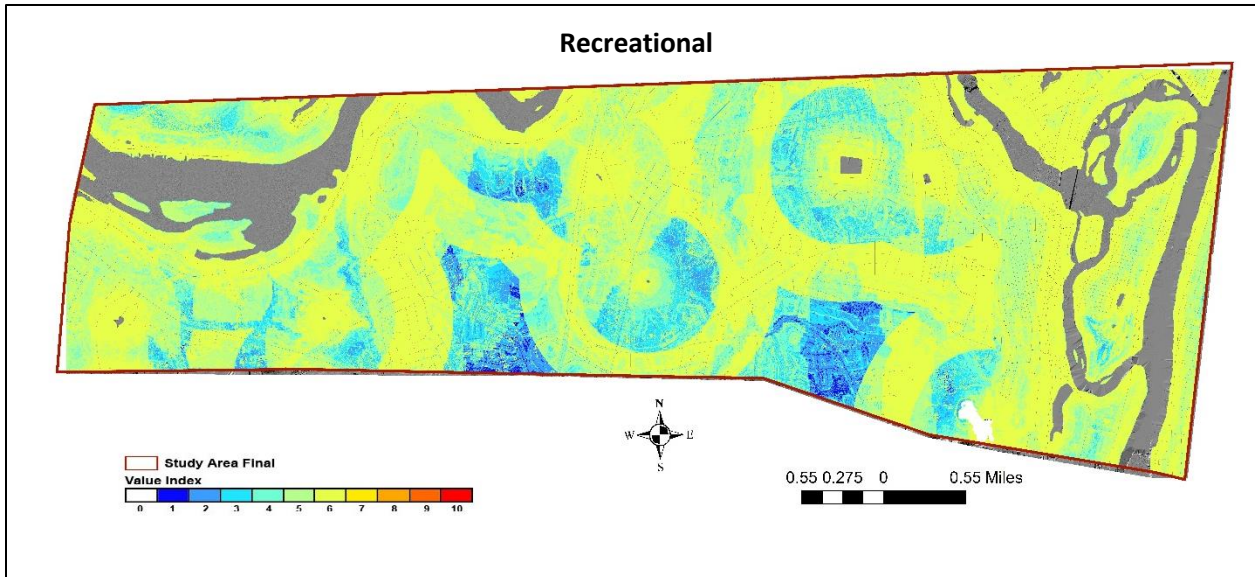 Recreational
N
W E
S
Study Area Final
Value Index
0 1 2 3 4 5 6 7 8 9 10
0.55 0.275 0 0.55 Miles